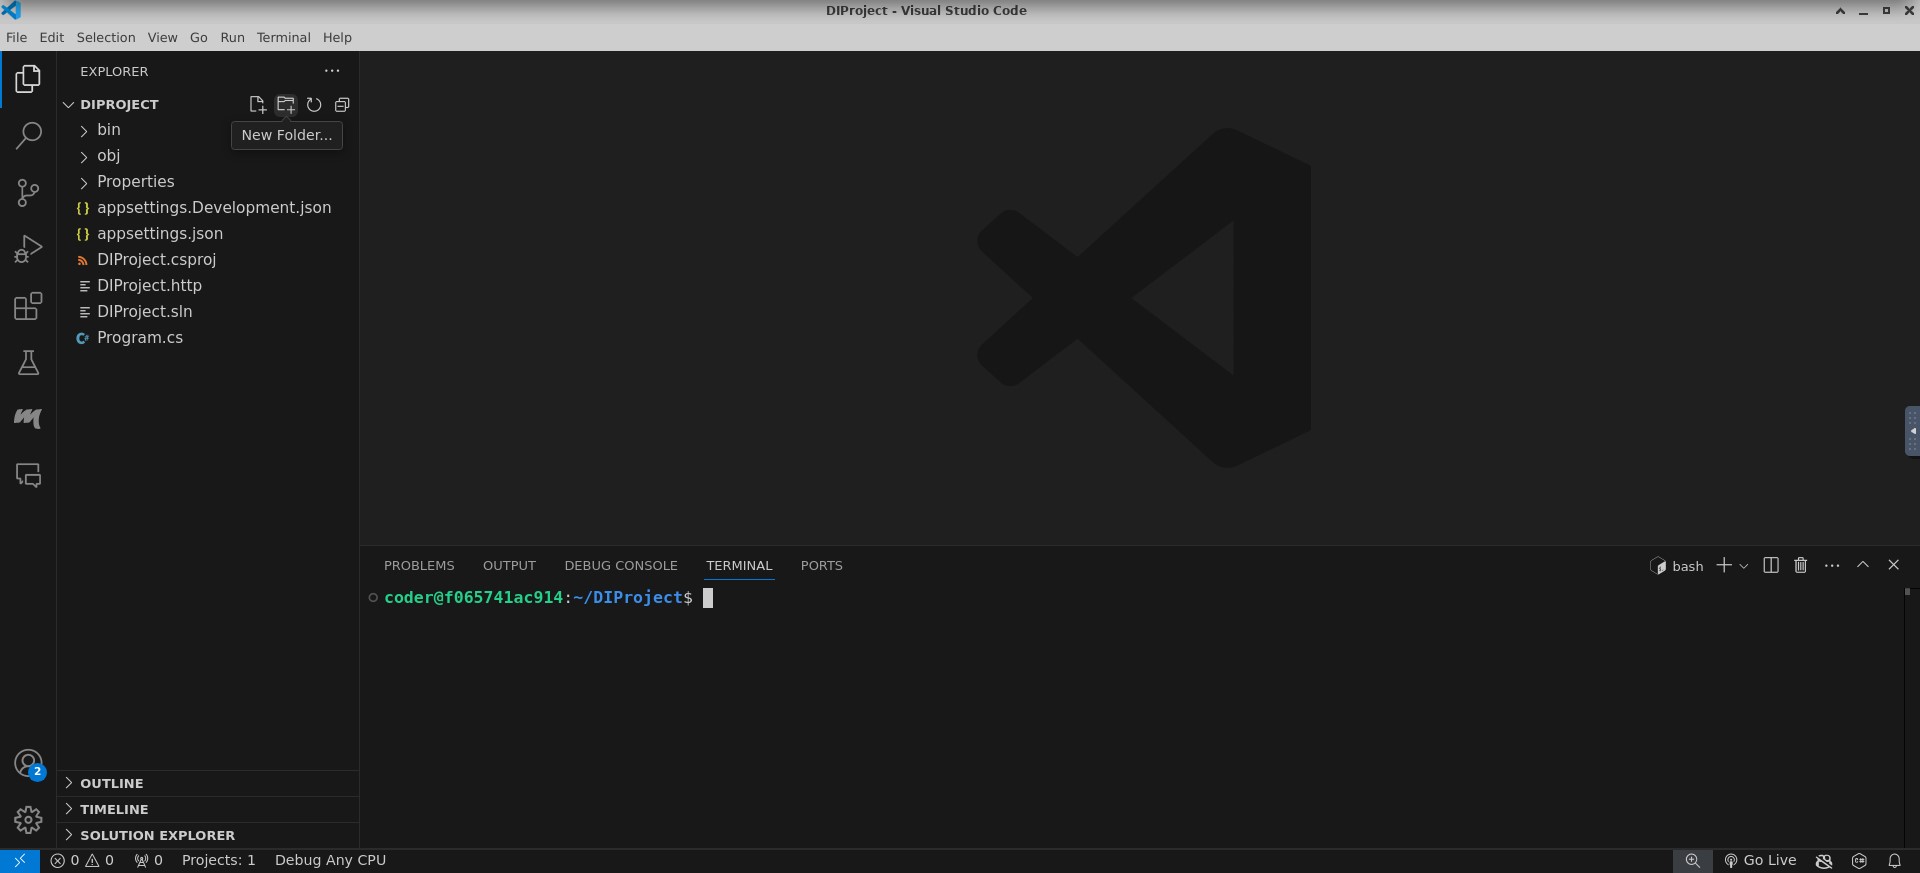 DIProject - Visual Studio Code
File Edit Selection View Go Run Terminal Help
EXPLORER
DIPROJECT
New Folder...
bin
obj
Properties
appsettings.Development.json
appsettings.json
DIProject.csproj
DIProject.http
DIProject.sln
Program.cs
PROBLEMS OUTPUT DEBUG CONSOLE TERMINAL PORTS
bash
coder@f065741ac914:~/DIProject$
2
OUTLINE
TIMELINE
SOLUTION EXPLORER
0 0 0 Projects: 1 Debug Any CPU
Go Live